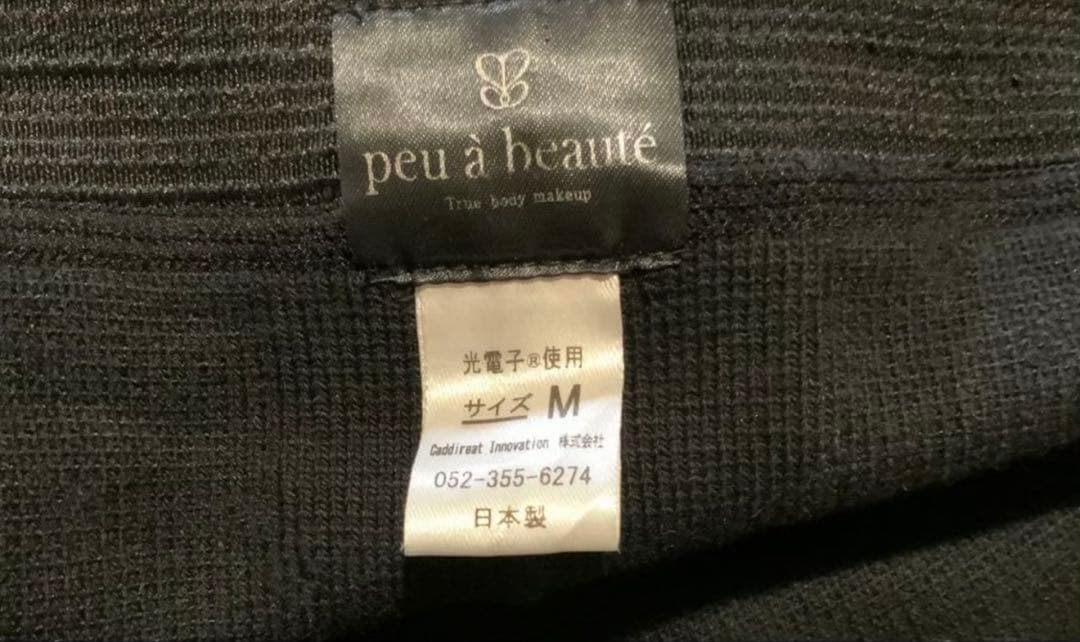 peu à beauté
True body makeup
光電子®使用
サイズ M
Caddireat Innovation 株式会社
052-355-6274
日本製